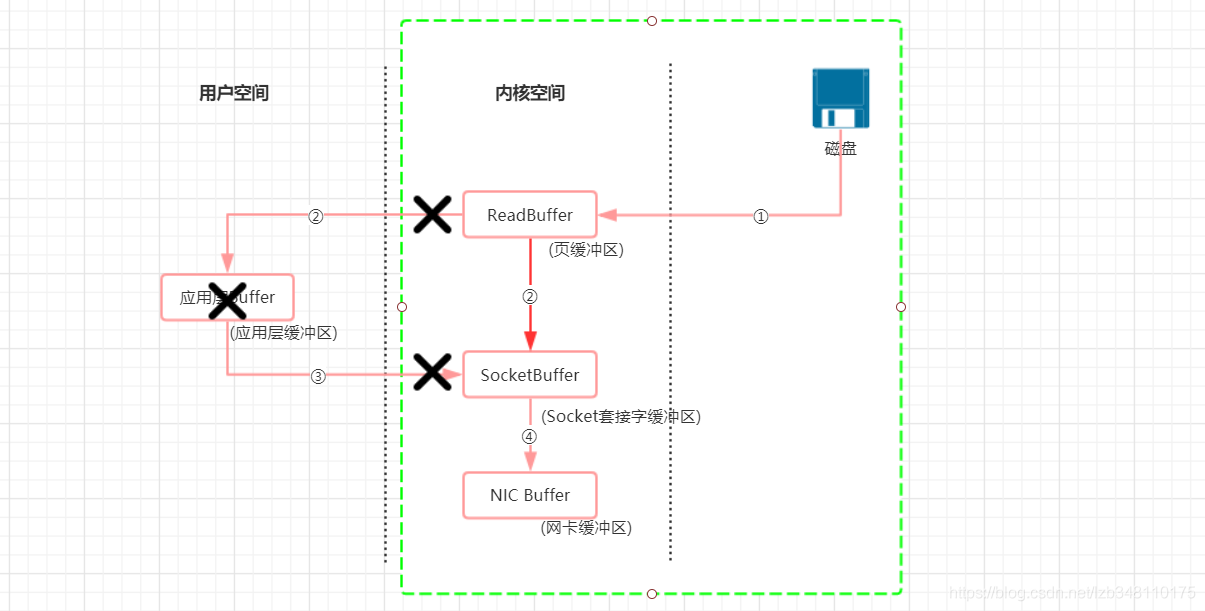 用户空间
内核空间
磁盘
②
ReadBuffer
①
(页缓冲区)
应用层Buffer
②
(应用层缓冲区)
③
SocketBuffer
(Socket套接字缓冲区)
④
NIC Buffer
(网卡缓冲区)
https://blog.csdn.net/lzb348110175